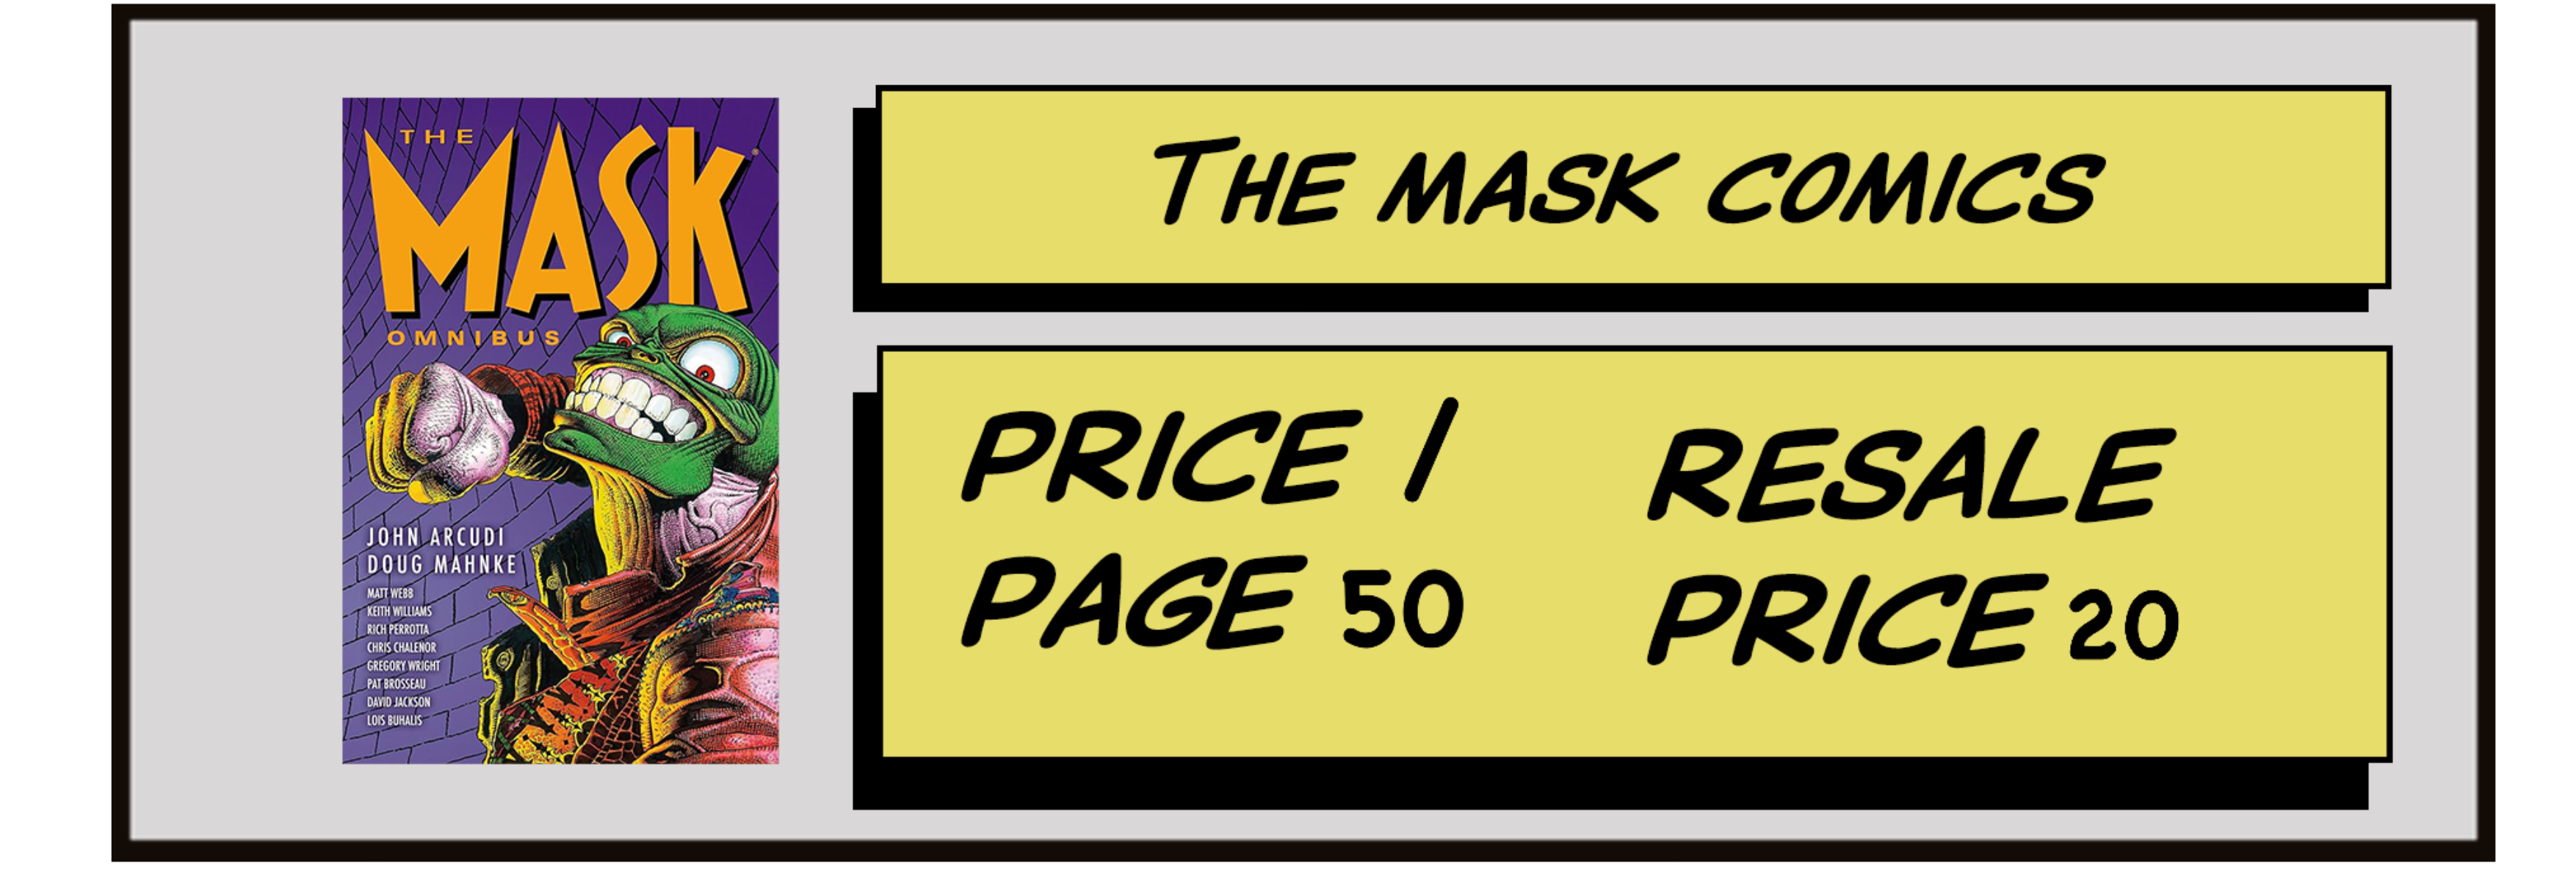 THE
MASK
OMNIBUS
JOHN ARCUDI
DOUG MAHNKE
MATT WEBB
KEITH WILLIAMS
RICH PERROTTA
CHRIS CHALENOR
GREGORY WRIGHT
PAT BROSSEAU
DAVID JACKSON
LOIS BUHALIS
THE MASK COMICS
PRICE /
PAGE 50
RESALE
PRICE 20